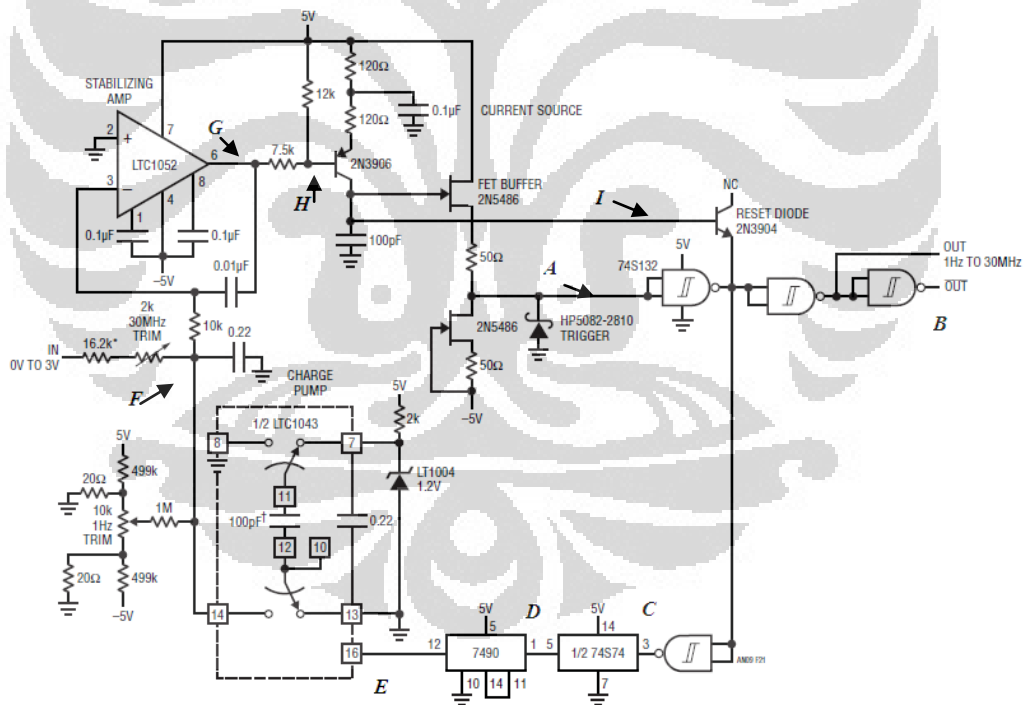 5V
120Ω
STABILIZING
AMP
12k
0.1µF
CURRENT SOURCE
2
+
7
G
120Ω
LTC1052
6
7.5k
2N3906
3
–
8
NC
FET BUFFER
2N5486
I
RESET DIODE
2N3904
1
4
H
0.1µF
0.1µF
100pF
–5V
0.01µF
50Ω
5V
74S132
OUT
1Hz TO 30MHz
A
2k
30MHz
TRIM
10k
2N5486
HP5082-2810
TRIGGER
OUT
B
IN
0V TO 3V
16.2k*
0.22
50Ω
F
CHARGE
PUMP
5V
–5V
1/2 LTC1043
2k
5V
8
7
499k
LT1004
1.2V
20Ω
11
10k
1Hz
TRIM
1M
100pF†
0.22
12
10
20Ω
499k
–5V
14
13
5V
D
5V
C
5
14
16
12
7490
1
5
1/2 74S74
3
AN09 F21
E
10
14
11
7